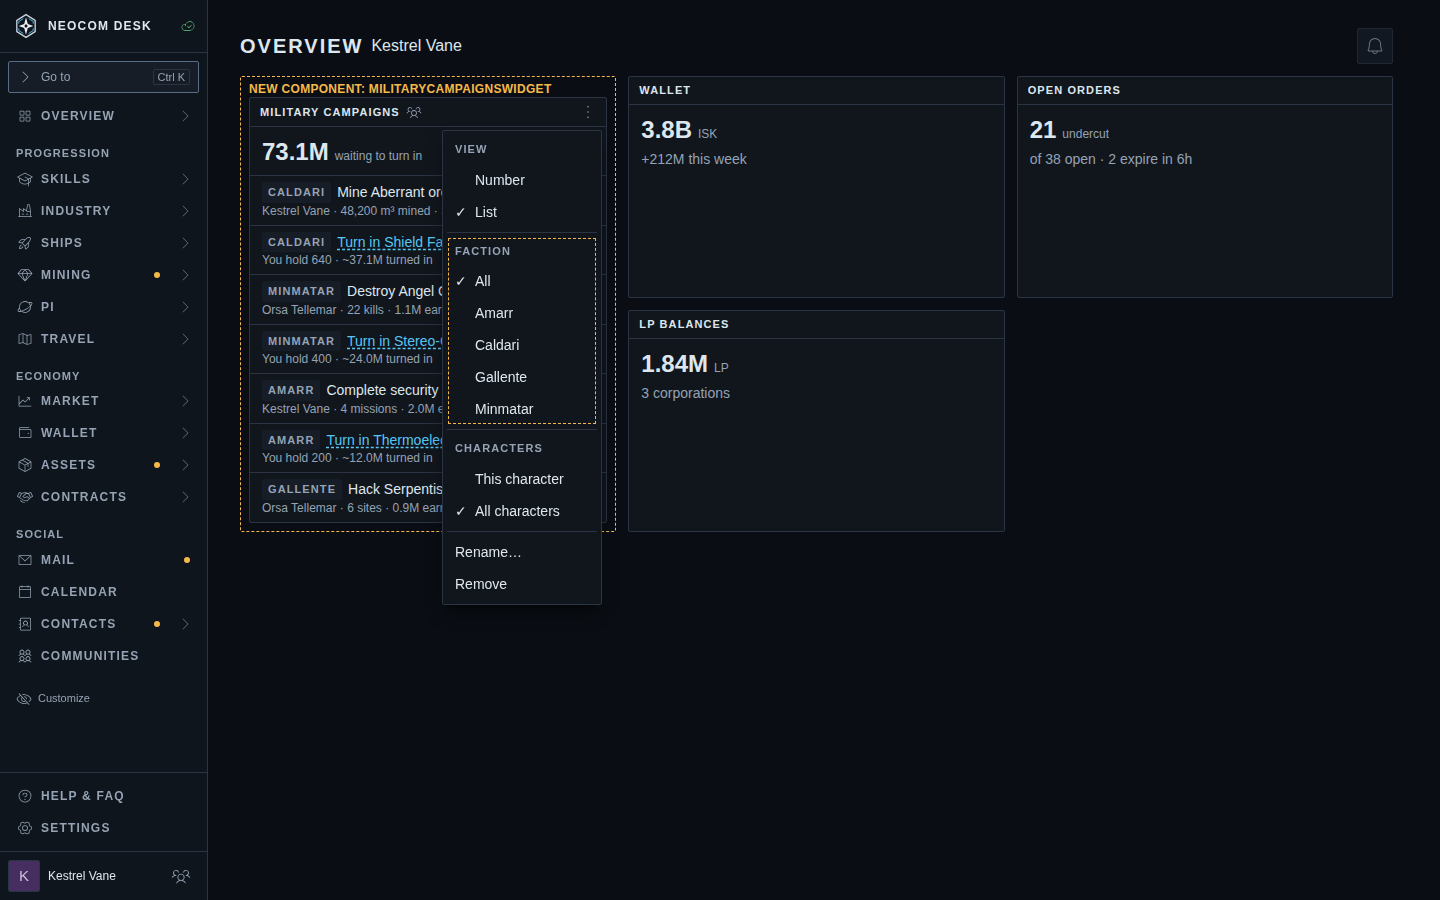 NEOCOM DESK
Go to
Ctrl K
OVERVIEW
PROGRESSION
SKILLS
INDUSTRY
SHIPS
MINING
PI
TRAVEL
ECONOMY
MARKET
WALLET
ASSETS
CONTRACTS
SOCIAL
MAIL
CALENDAR
CONTACTS
COMMUNITIES
Customize
HELP & FAQ
SETTINGS
K
Kestrel Vane
OVERVIEW Kestrel Vane
NEW COMPONENT: MILITARYCAMPAIGNSWIDGET
MILITARY CAMPAIGNS
73.1M waiting to turn in
CALDARI Mine Aberrant
Kestrel Vane · 48,200 m³ mined ·
CALDARI Turn in Shield
You hold 640 · ~37.1M turned in
MINMATAR Destroy Angel
Orsa Tellemar · 22 kills · 1.1M
MINMATAR Turn in Stereo-
You hold 400 · ~24.0M turned in
AMARR Complete security
Kestrel Vane · 4 missions · 2.0M
AMARR Turn in
You hold 200 · ~12.0M turned in
GALLENTE Hack
Orsa Tellemar · 6 sites · 0.9M
VIEW
Number
✓ List
FACTION
✓ All
Amarr
Caldari
Gallente
Minmatar
CHARACTERS
This character
✓ All characters
Rename…
Remove
WALLET
3.8B ISK
+212M this week
OPEN ORDERS
21 undercut
of 38 open · 2 expire in 6h
LP BALANCES
1.84M LP
3 corporations